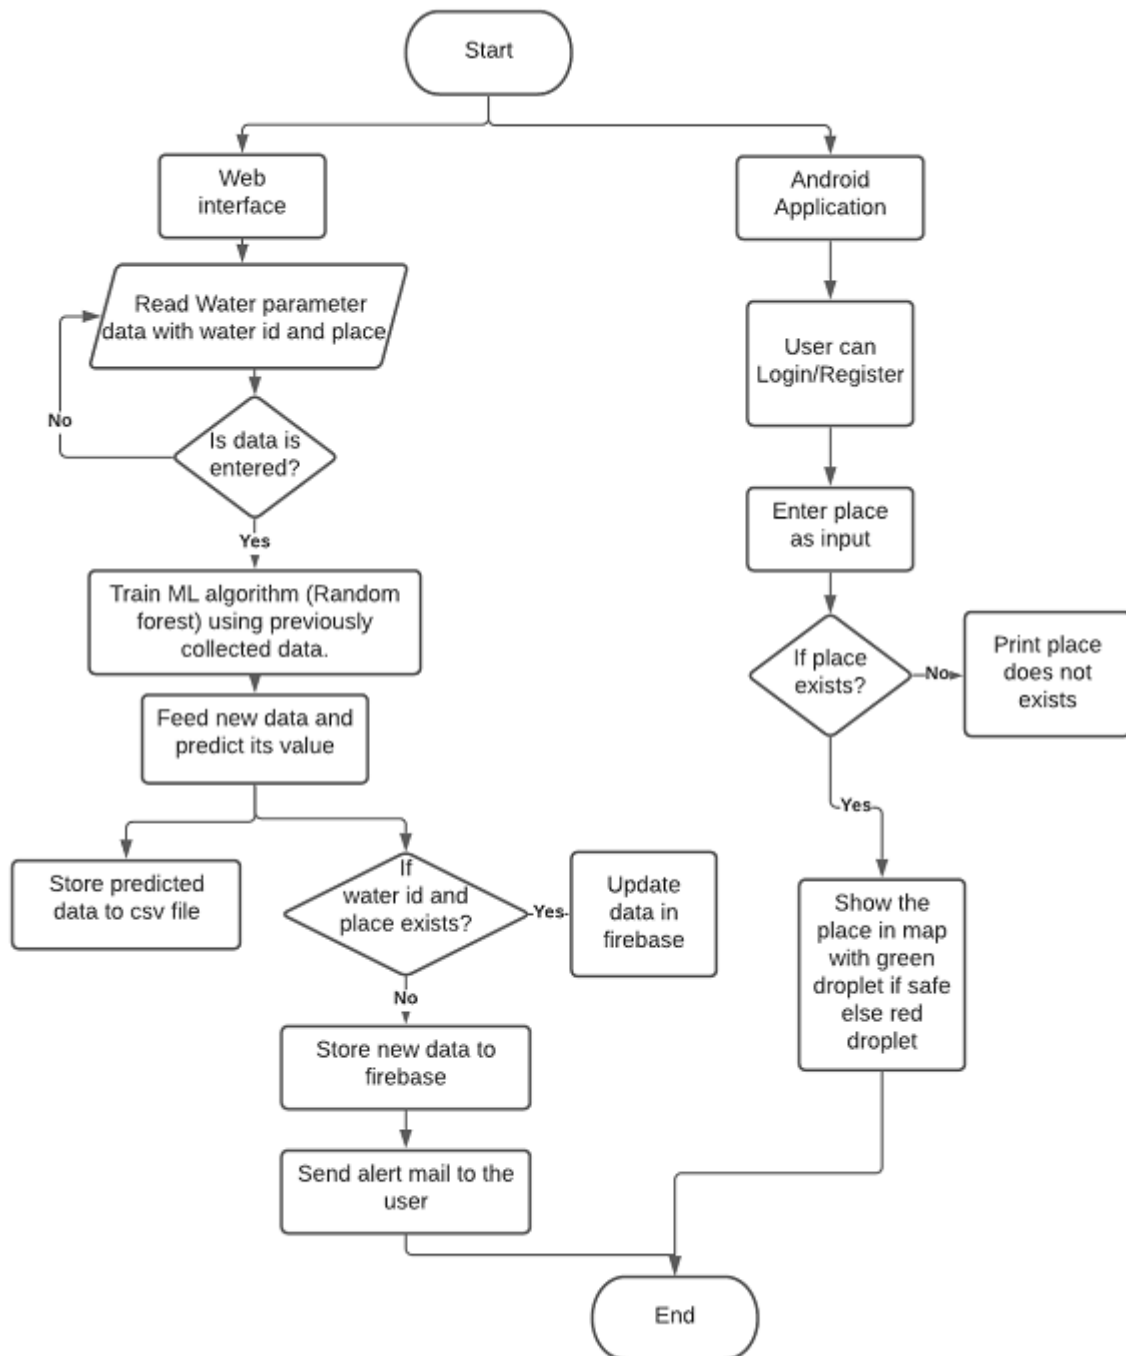 Start
Web
interface
Read Water parameter
data with water id and place
No
Is data is
entered?
Yes
Train ML algorithm (Random
forest) using previously
collected data.
Feed new data and
predict its value
Store predicted
data to csv file
If
water id and
place exists?
Yes
Update
data in
firebase
No
Store new data to
firebase
Send alert mail to the
user
Android
Application
User can
Login/Register
Enter place
as input
If place
exists?
No
Print place
does not
exists
Yes
Show the
place in map
with green
droplet if safe
else red
droplet
End